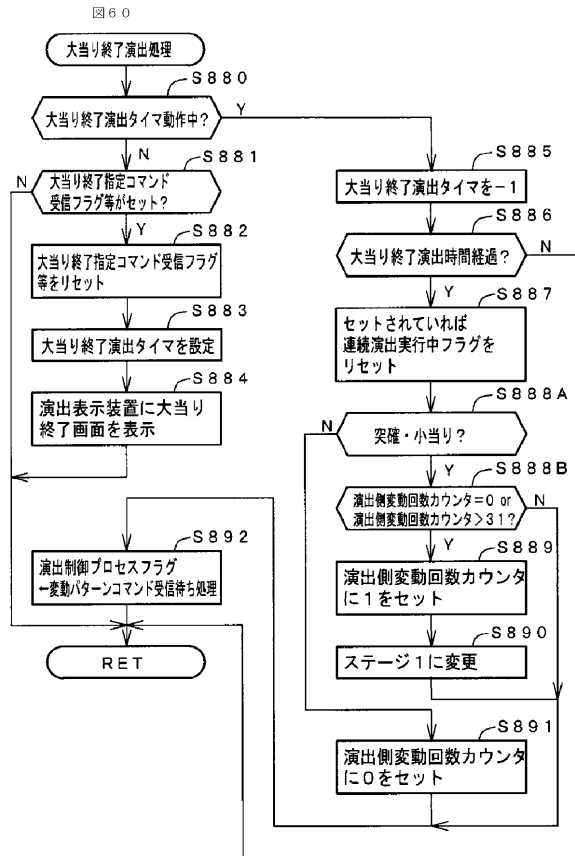 図60
大当り終了演出処理
S880
大当り終了演出タイマ動作中?
Y
N
S881
大当り終了指定コマンド
受信フラグ等がセット?
N
Y
S882
大当り終了指定コマンド受信フラグ
等をリセット
S883
大当り終了演出タイマを設定
S884
演出表示装置に大当り
終了画面を表示
S885
大当り終了演出タイマを-1
S886
大当り終了演出時間経過?
N
Y
S887
セットされていれば
連続演出実行中フラグを
リセット
S888A
突確・小当り?
N
Y
S888B
演出側変動回数カウンタ=0 or
演出側変動回数カウンタ>31?
N
Y
S889
演出側変動回数カウンタ
に1をセット
S890
ステージ1に変更
S891
演出側変動回数カウンタ
に0をセット
S892
演出制御プロセスフラグ
←変動パターンコマンド受信待ち処理
RET